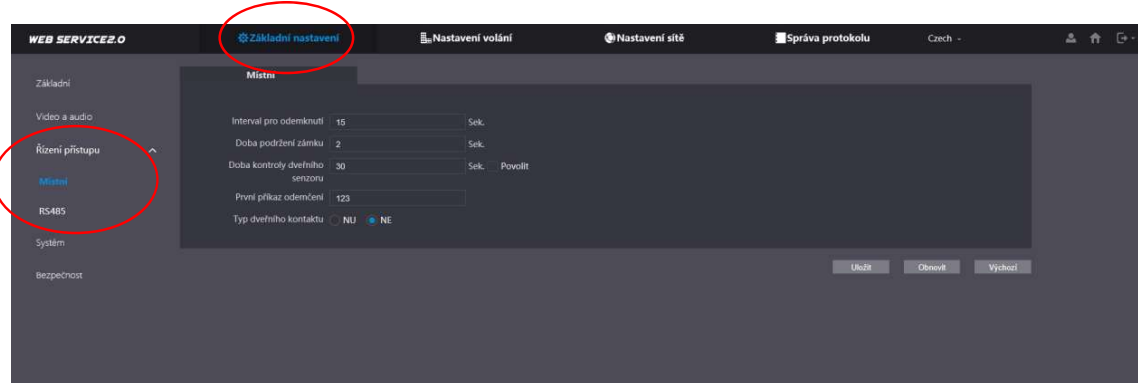 WEB SERVICE2.0
Základní nastavení
Nastavení volání
Nastavení sítě
Správa protokolu
Czech
Základní
Video a audio
Řízení přístupu
Místní
RS485
Systém
Bezpečnost
Místní
Interval pro odemknutí 15 Sek.
Doba podržení zámku 2 Sek.
Doba kontroly dveřního senzoru 30 Sek. Povolit
První příkaz odemčení 123
Typ dveřního kontaktu NU NE
Uložit Obnovit Výchozí